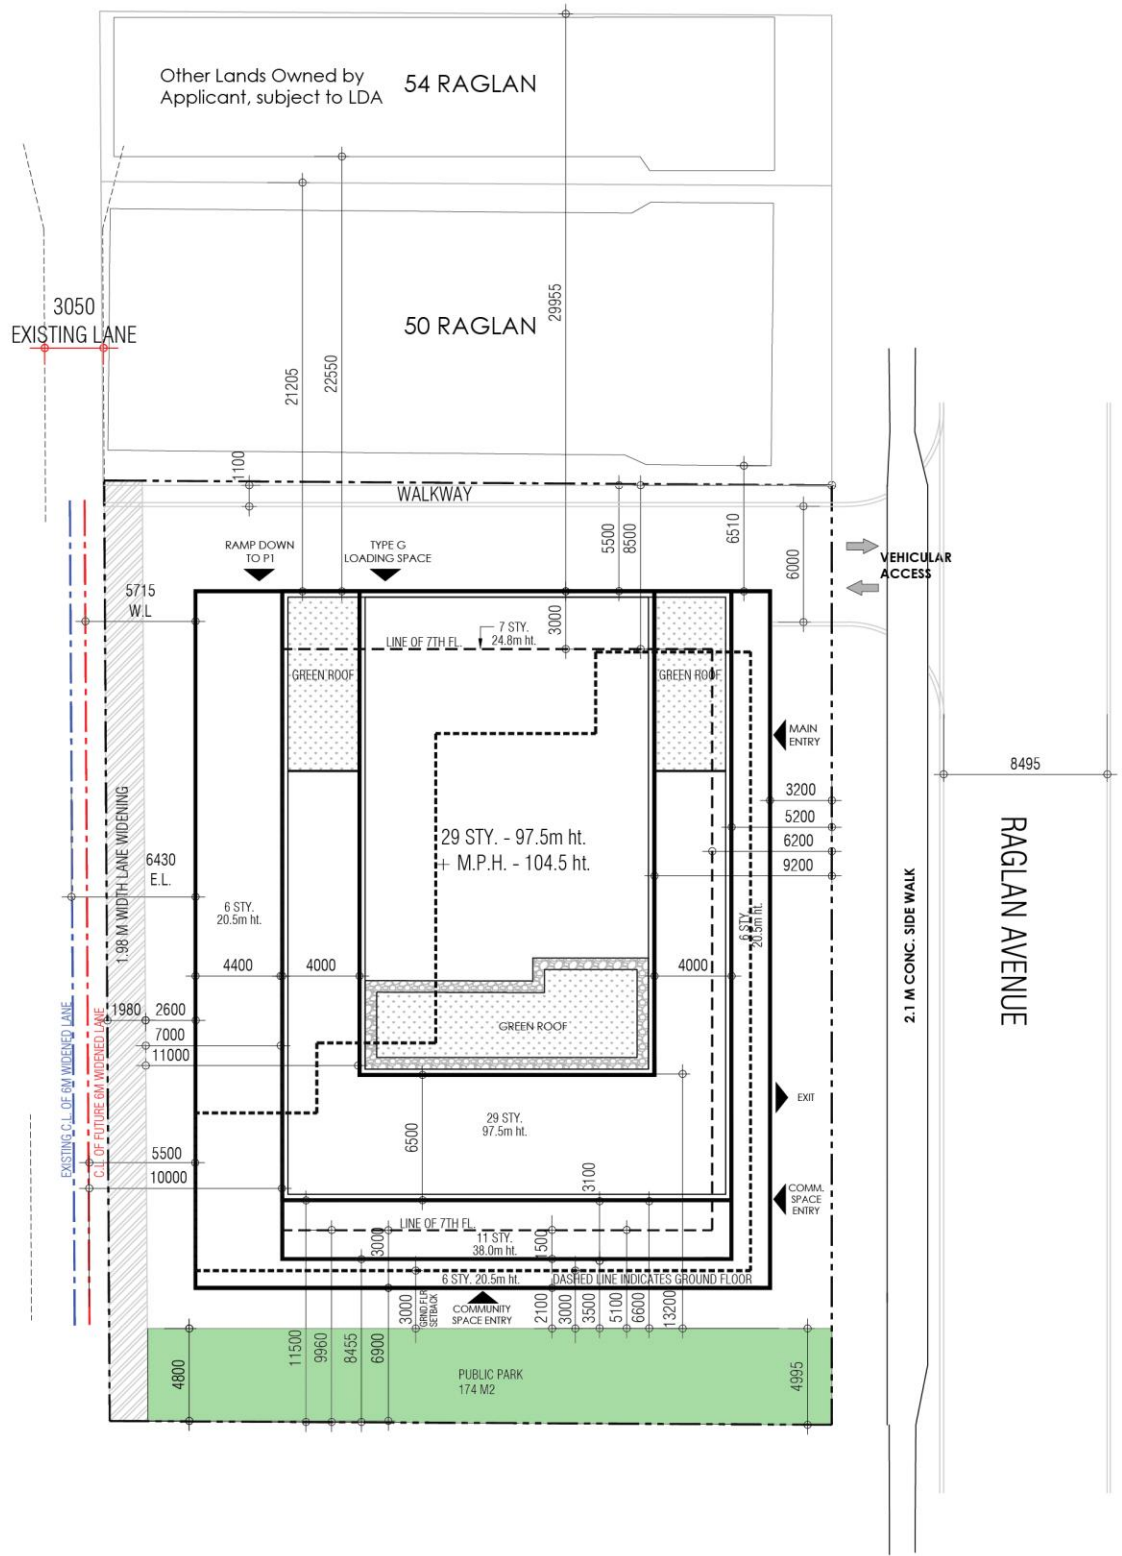 Other Lands Owned by
Applicant, subject to LDA
54 RAGLAN
29955
3050
EXISTING LANE
50 RAGLAN
21205
22550
1100
WALKWAY
5500
8500
6510
6000
RAMP DOWN
TO P1
TYPE G
LOADING SPACE
VEHICULAR
ACCESS
5715
W.L
3000
7 STY.
24.8m ht.
LINE OF 7TH FL.
GREEN ROOF
GREEN ROOF
MAIN
ENTRY
8495
3200
5200
6200
9200
29 STY. - 97.5m ht.
+ M.P.H. - 104.5 ht.
6430
E.L.
1.98 M WIDTH LANE WIDENING
6 STY.
20.5m ht.
6 STY
20.5m ht.
2.1 M CONC. SIDE WALK
RAGLAN AVENUE
4400
4000
4000
1980
2600
7000
11000
GREEN ROOF
EXISTING C.L. OF 6M WIDENED LANE
C.L. OF FUTURE 6M WIDENED LANE
EXIT
29 STY.
97.5m ht.
6500
5500
10000
3100
COMM.
SPACE
ENTRY
LINE OF 7TH FL.
11 STY.
38.0m ht.
3000
1500
6 STY. 20.5m ht.
DASHED LINE INDICATES GROUND FLOOR
COMMUNITY
SPACE ENTRY
3000
GRND FLR
SETBACK
2100
3000
3500
5100
6600
13200
11500
9960
8455
6900
4800
PUBLIC PARK
174 M2
4995